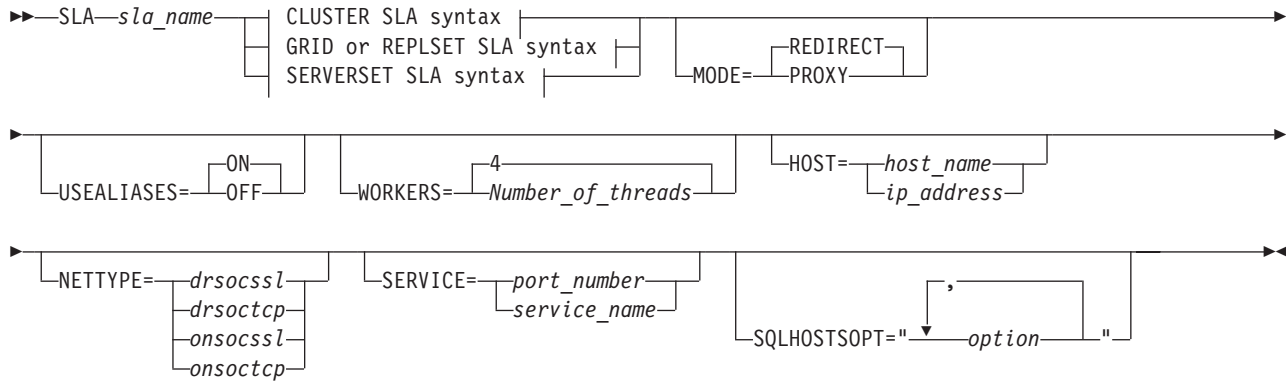 SLA sla_name CLUSTER SLA syntax
GRID or REPLSET SLA syntax
SERVERSET SLA syntax
MODE= REDIRECT
PROXY
USEALIASES= ON
OFF
WORKERS= 4
Number_of_threads
HOST= host_name
ip_address
NETTYPE= drsocssl
drsoctcp
onsocssl
onsoctcp
SERVICE= port_number
service_name
SQLHOSTSOPT=" , option "